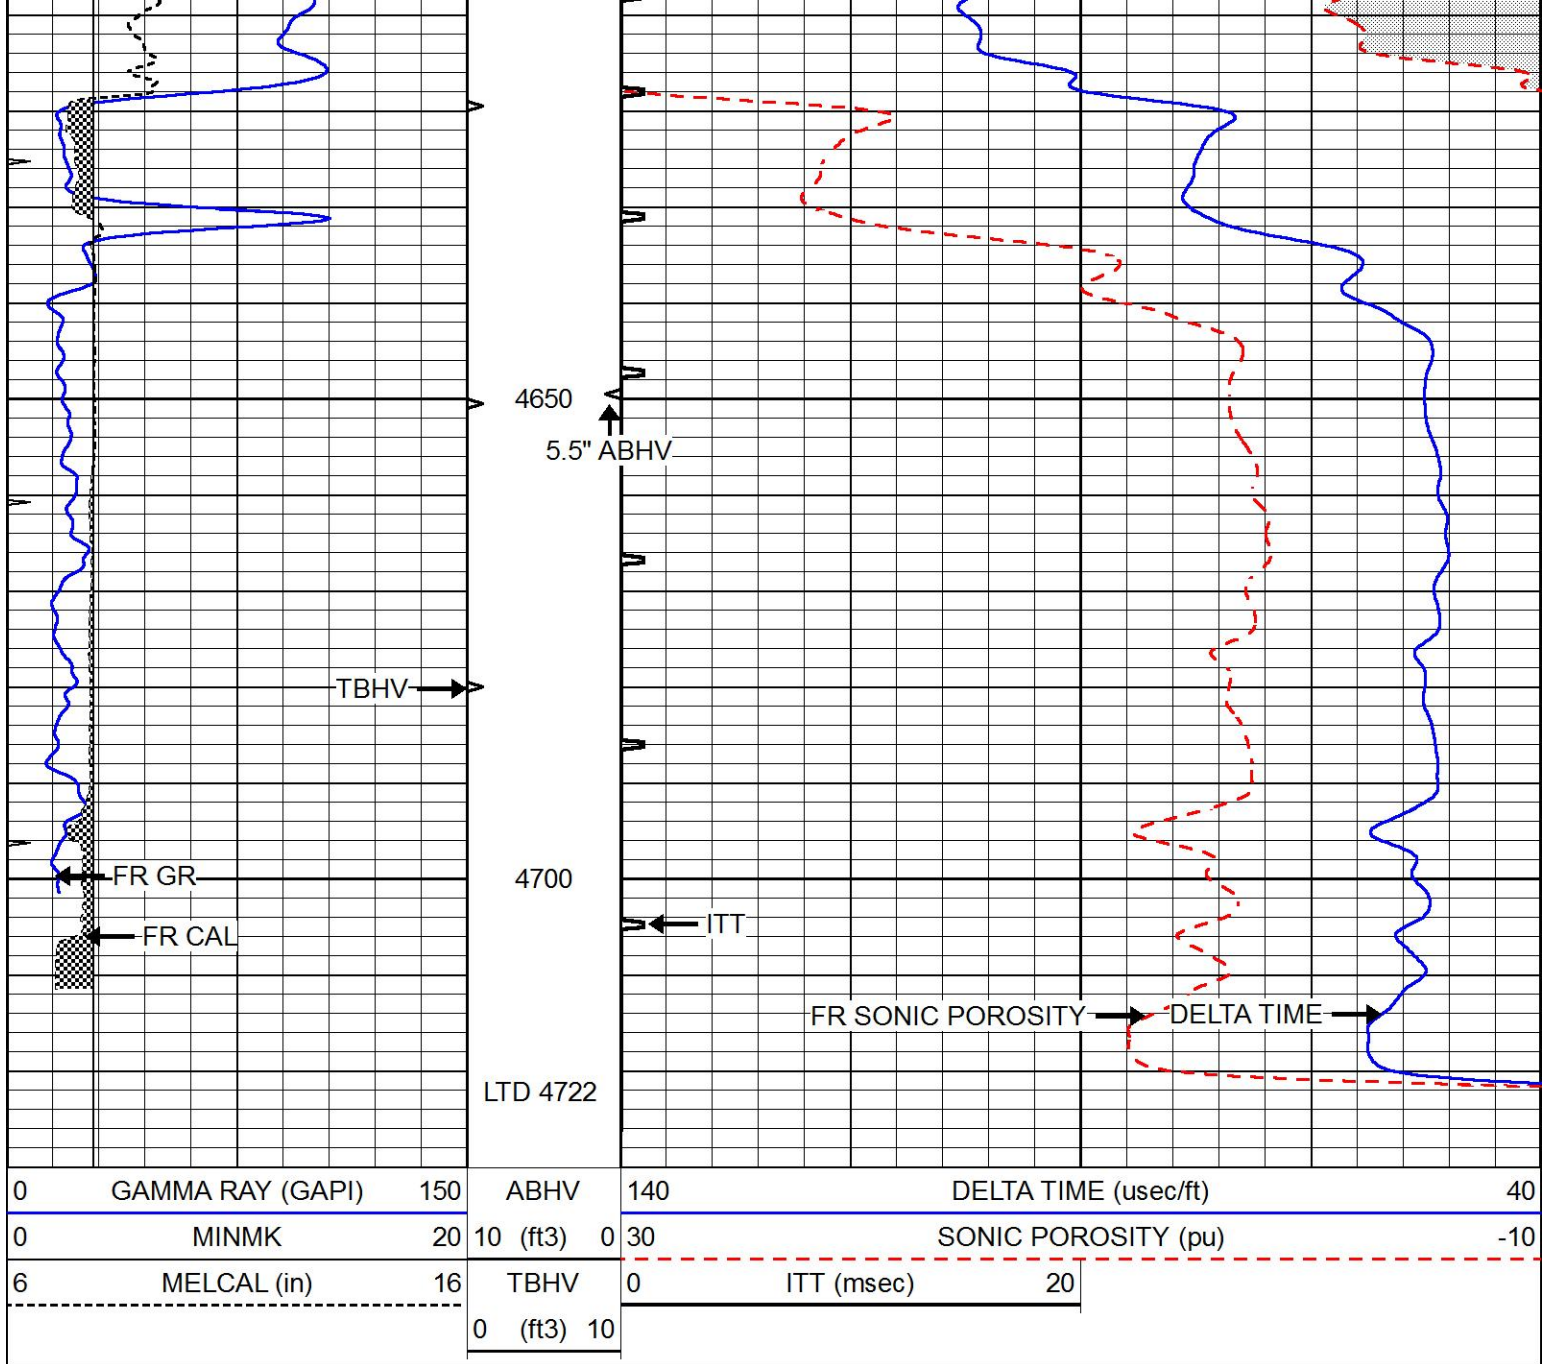 4650
5.5" ABHV
TBHV
FR GR
4700
FR CAL
ITT
FR SONIC POROSITY
DELTA TIME
LTD 4722
0 GAMMA RAY (GAPI) 150
ABHV
140 DELTA TIME (usec/ft) 40
0 MINMK 20
10 (ft3) 0
30 SONIC POROSITY (pu) -10
6 MELCAL (in) 16
TBHV
0 ITT (msec) 20
0 (ft3) 10